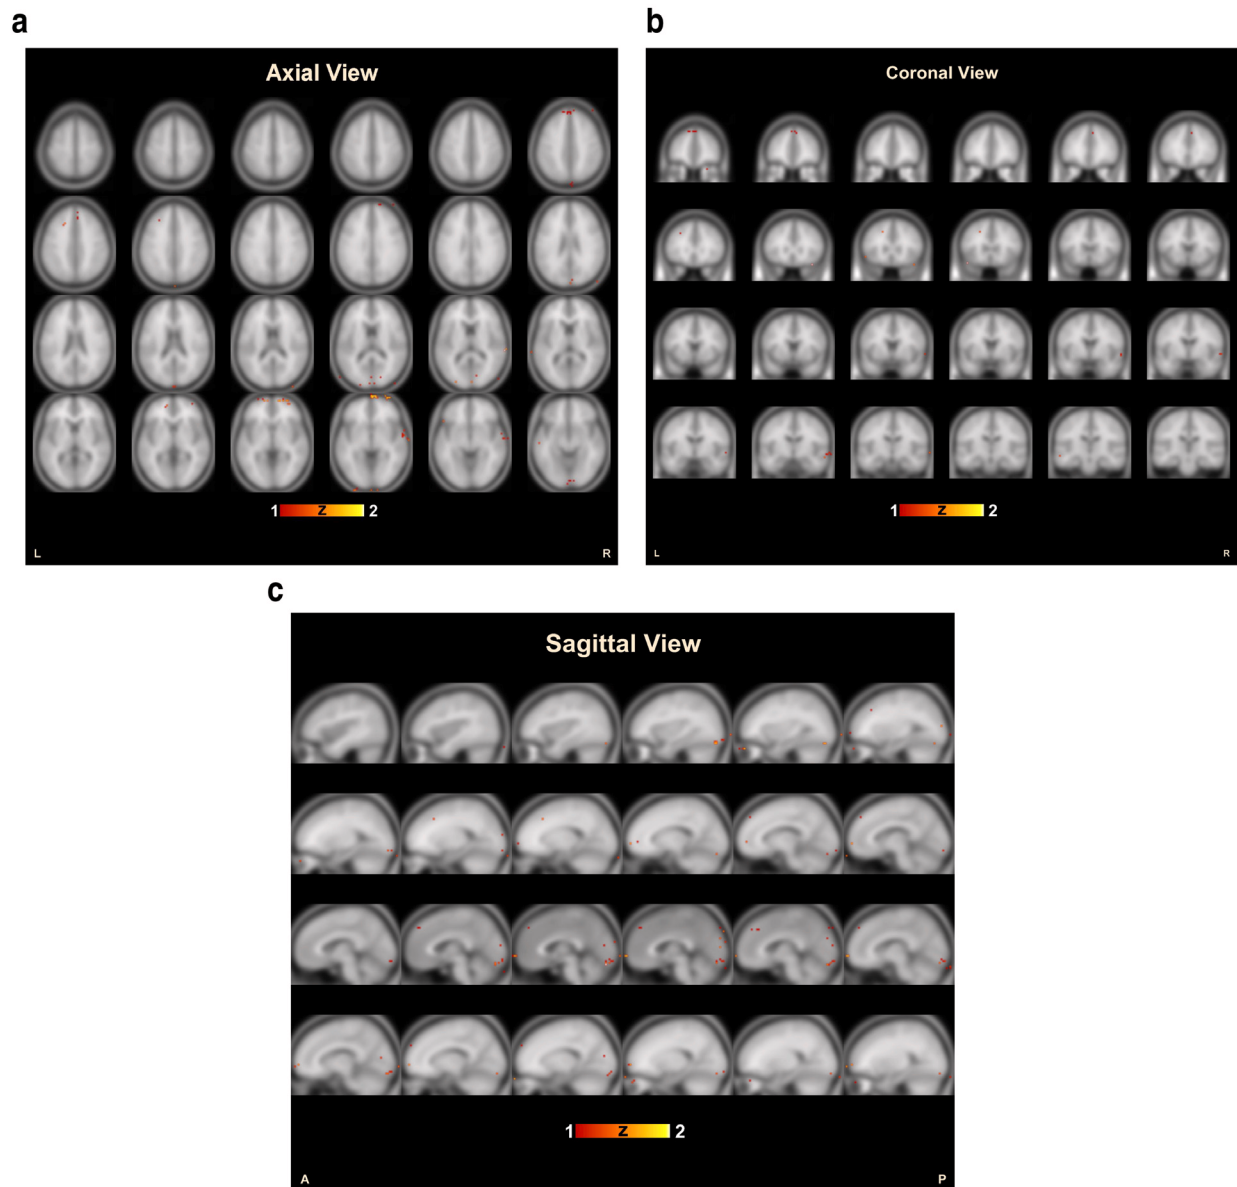 a
b
Axial View
Coronal View
1 z 2
1 z 2
L R
L R
c
Sagittal View
1 z 2
A P